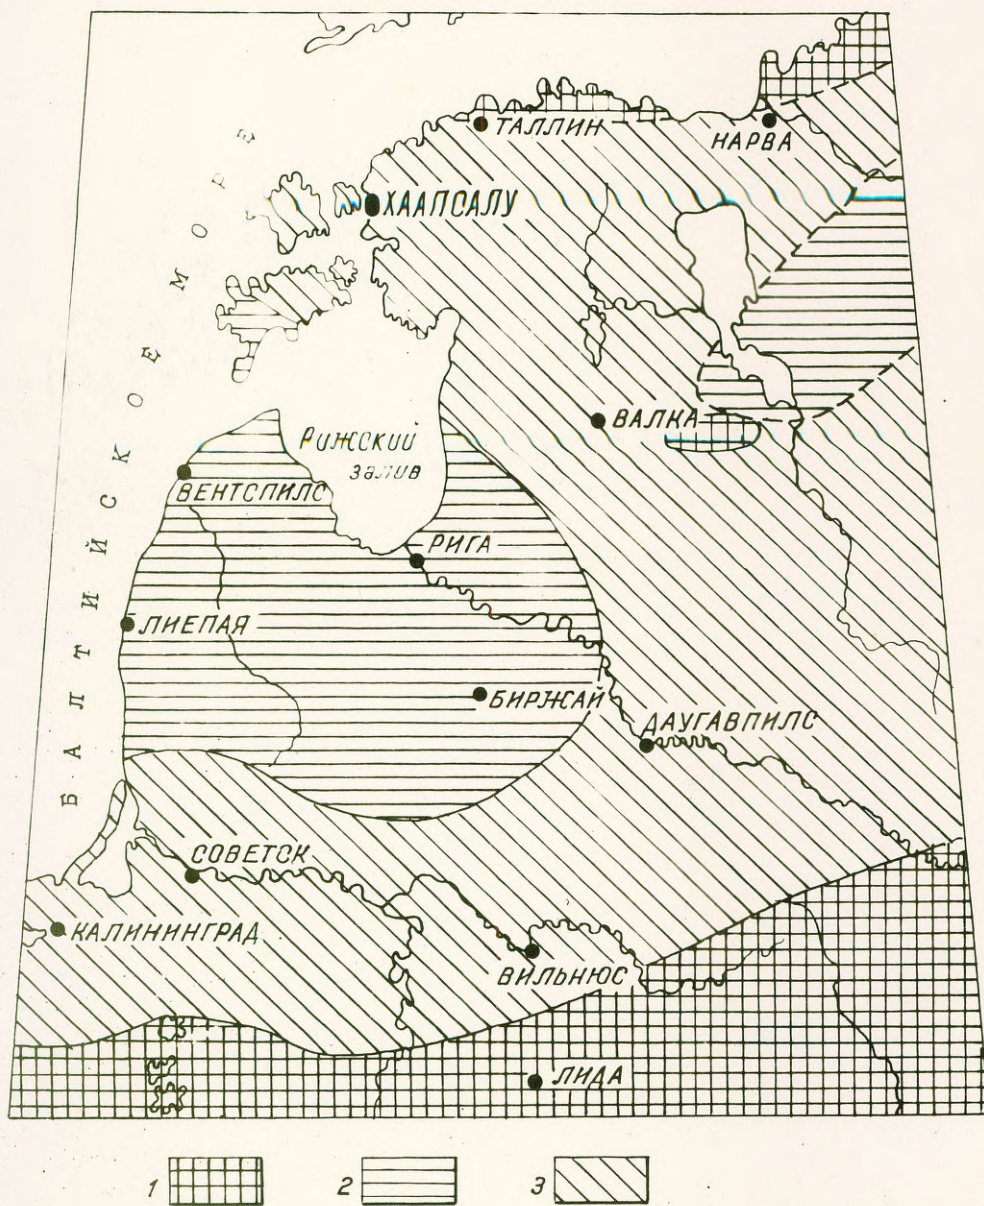 ТАЛЛИН
НАРВА
ХААПСАЛУ
БАЛТИЙСКОЕ МОРЕ
ВАЛКА
Рижский
залив
ВЕНТСПИЛС
РИГА
ЛИЕПАЯ
БИРЖАЙ
ДАУГАВПИЛС
СОВЕТСК
КАЛИНИНГРАД
ВИЛЬНЮС
ЛИДА
1 2 3